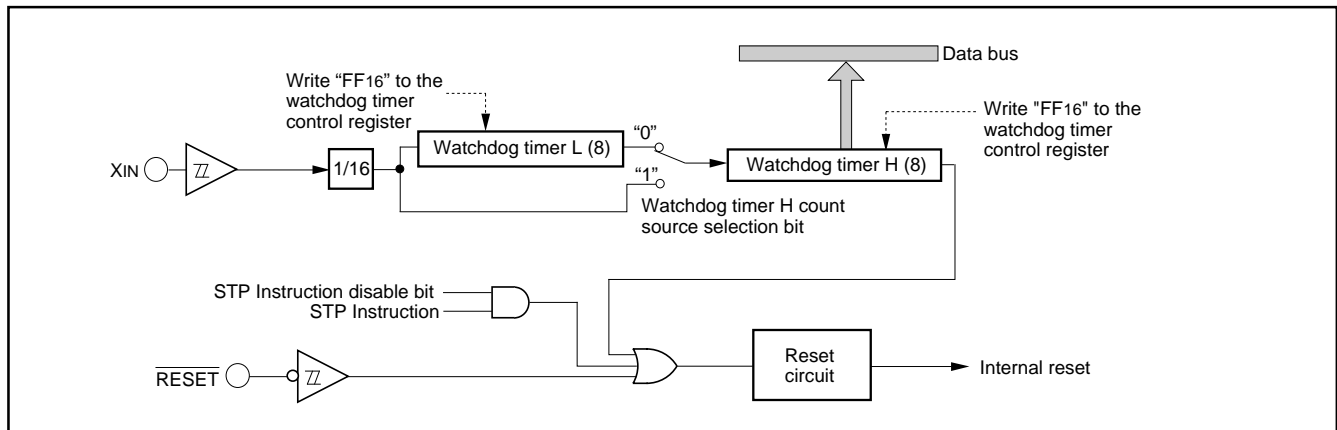 Data bus
Write “FF16” to the
watchdog timer
control register
Write "FF16" to the
watchdog timer
control register
“0”
Watchdog timer L (8)
Watchdog timer H (8)
XIN
1/16
“1”
Watchdog timer H count
source selection bit
STP Instruction disable bit
STP Instruction
RESET
Reset
circuit
Internal reset